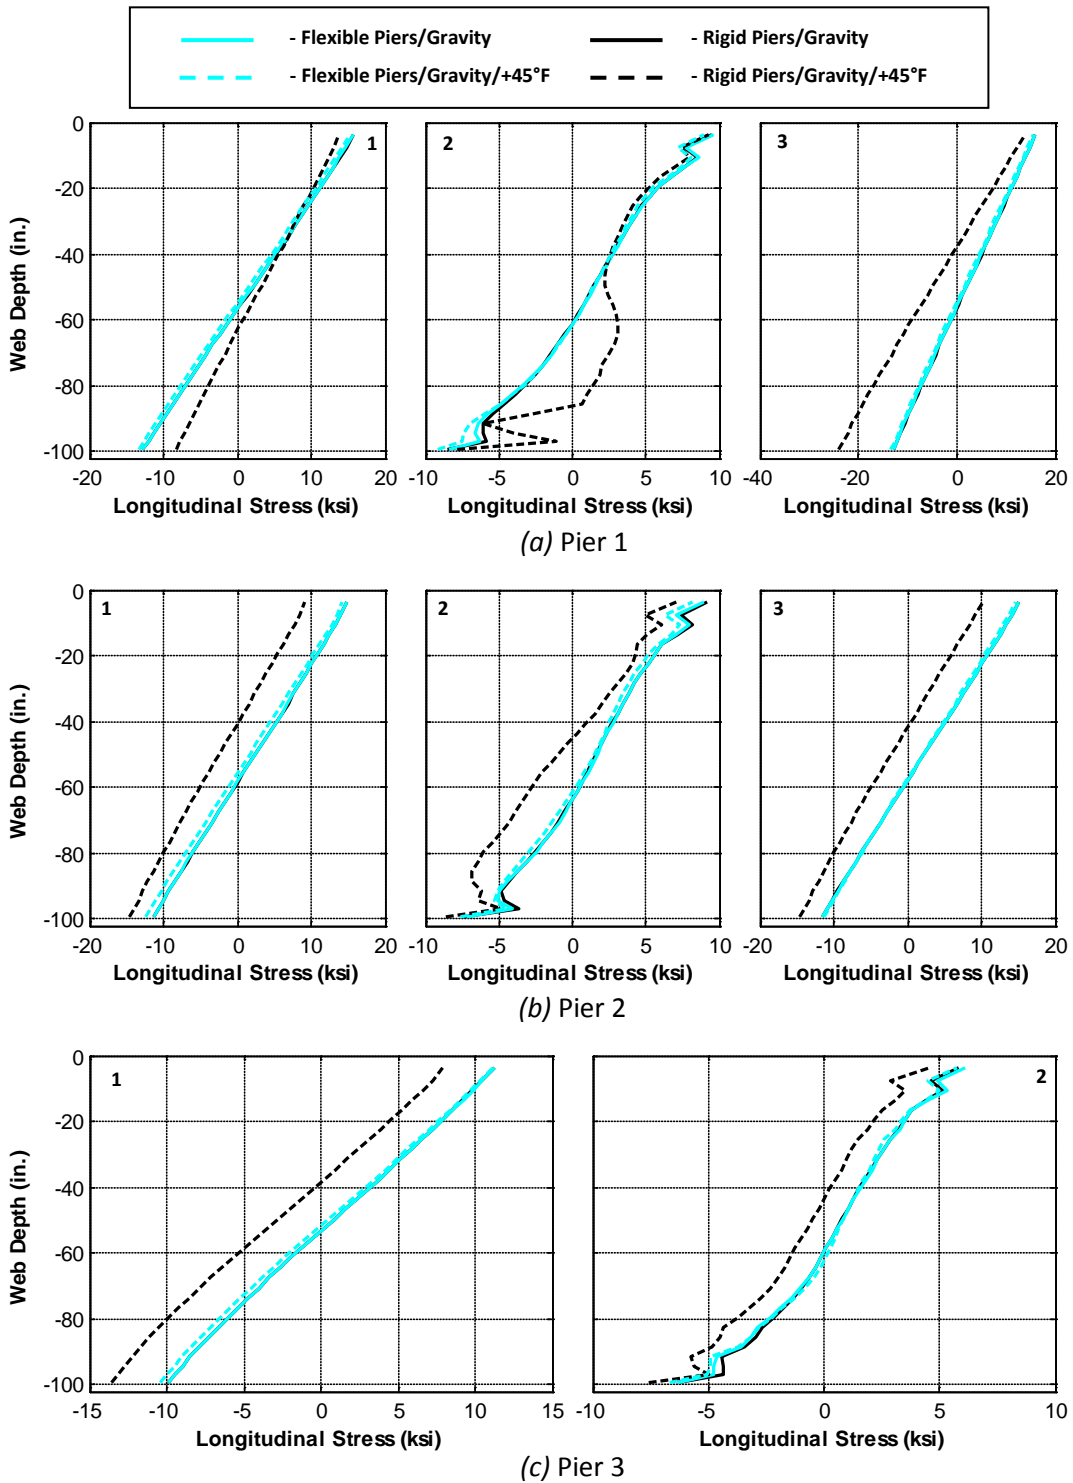 - Flexible Piers/Gravity - Rigid Piers/Gravity
- Flexible Piers/Gravity/+45°F - Rigid Piers/Gravity/+45°F
Web Depth (in.)
0
-20
-40
-60
-80
-100
1
-20 -10 0 10 20
Longitudinal Stress (ksi)
2
-10 -5 0 5 10
Longitudinal Stress (ksi)
3
-40 -20 0 20
Longitudinal Stress (ksi)
(a) Pier 1
Web Depth (in.)
0
-20
-40
-60
-80
-100
1
-20 -10 0 10 20
Longitudinal Stress (ksi)
2
-10 -5 0 5 10
Longitudinal Stress (ksi)
3
-20 -10 0 10 20
Longitudinal Stress (ksi)
(b) Pier 2
Web Depth (in.)
0
-20
-40
-60
-80
-100
1
-15 -10 -5 0 5 10 15
Longitudinal Stress (ksi)
2
-10 -5 0 5 10
Longitudinal Stress (ksi)
(c) Pier 3